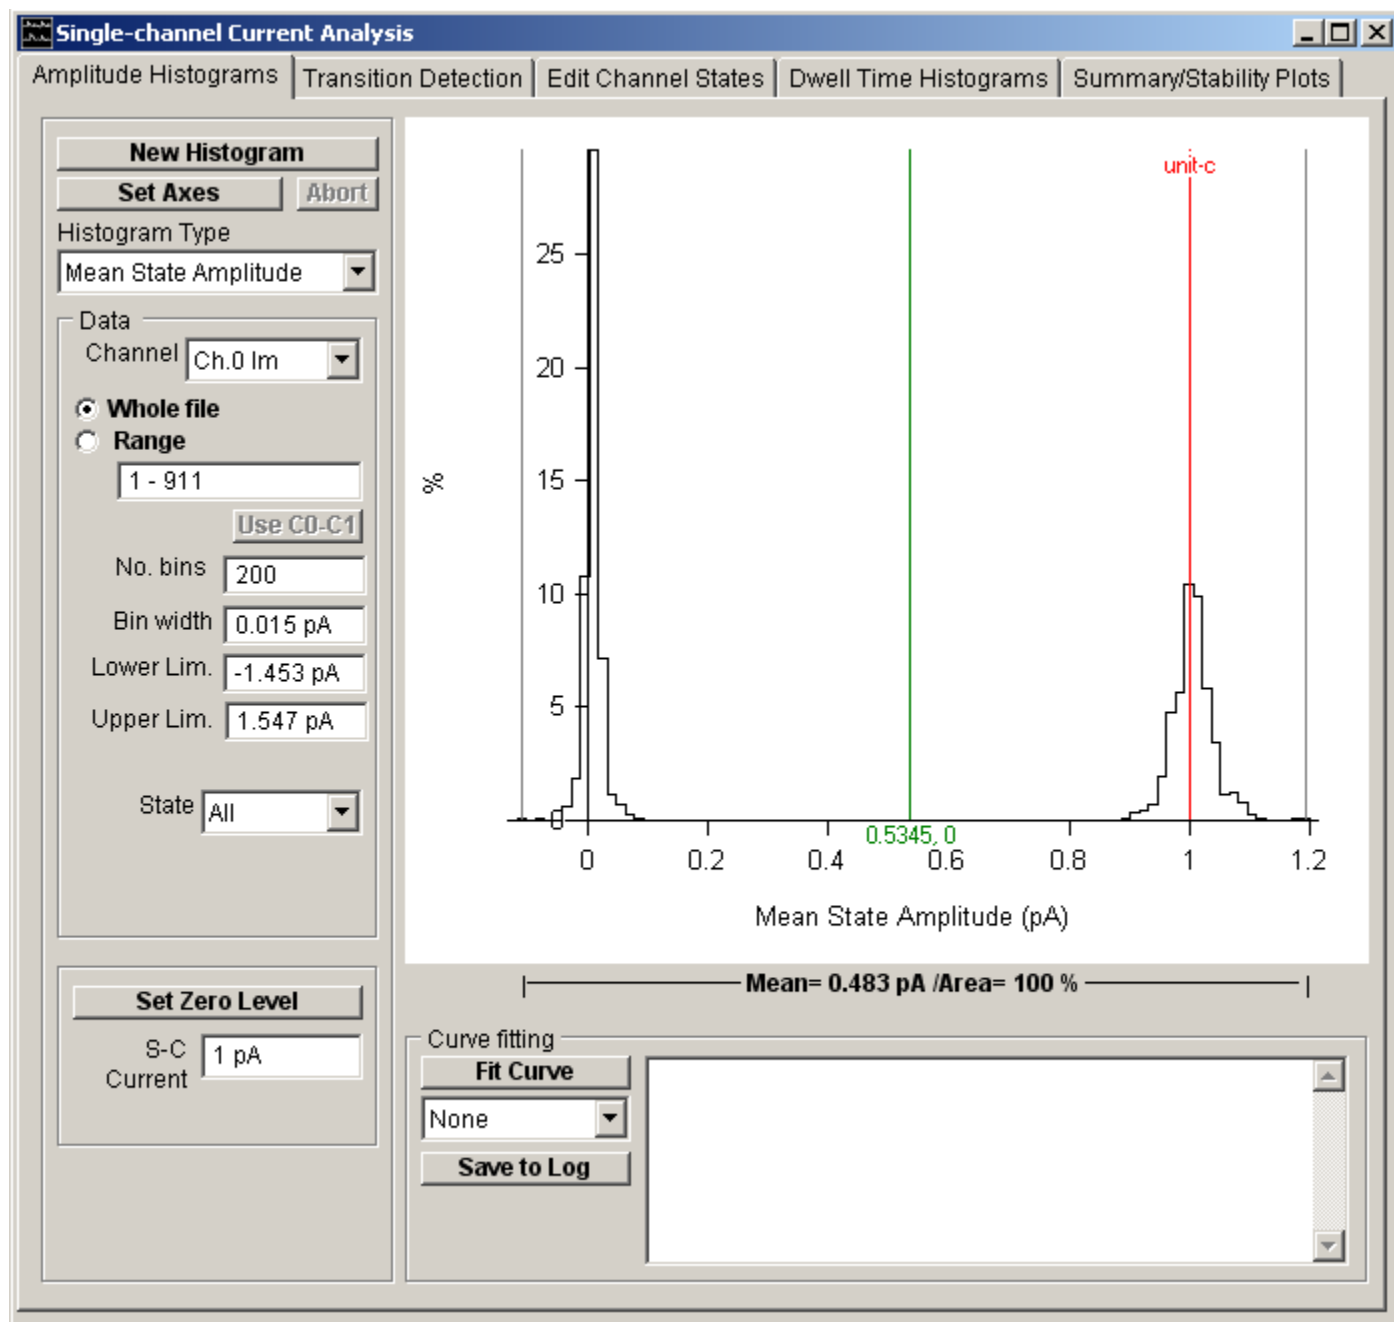 Single-channel Current Analysis
Amplitude Histograms Transition Detection Edit Channel States Dwell Time Histograms Summary/Stability Plots
New Histogram
Set Axes Abort
Histogram Type
Mean State Amplitude
Data
Channel Ch.0 Im
Whole file
Range
1 - 911
Use C0-C1
No. bins 200
Bin width 0.015 pA
Lower Lim. -1.453 pA
Upper Lim. 1.547 pA
State All
Set Zero Level
S-C Current 1 pA
unit-c
25
20
15
10
5
0
%
0.5345, 0
0 0.2 0.4 0.6 0.8 1 1.2
Mean State Amplitude (pA)
Mean= 0.483 pA /Area= 100 %
Curve fitting
Fit Curve
None
Save to Log